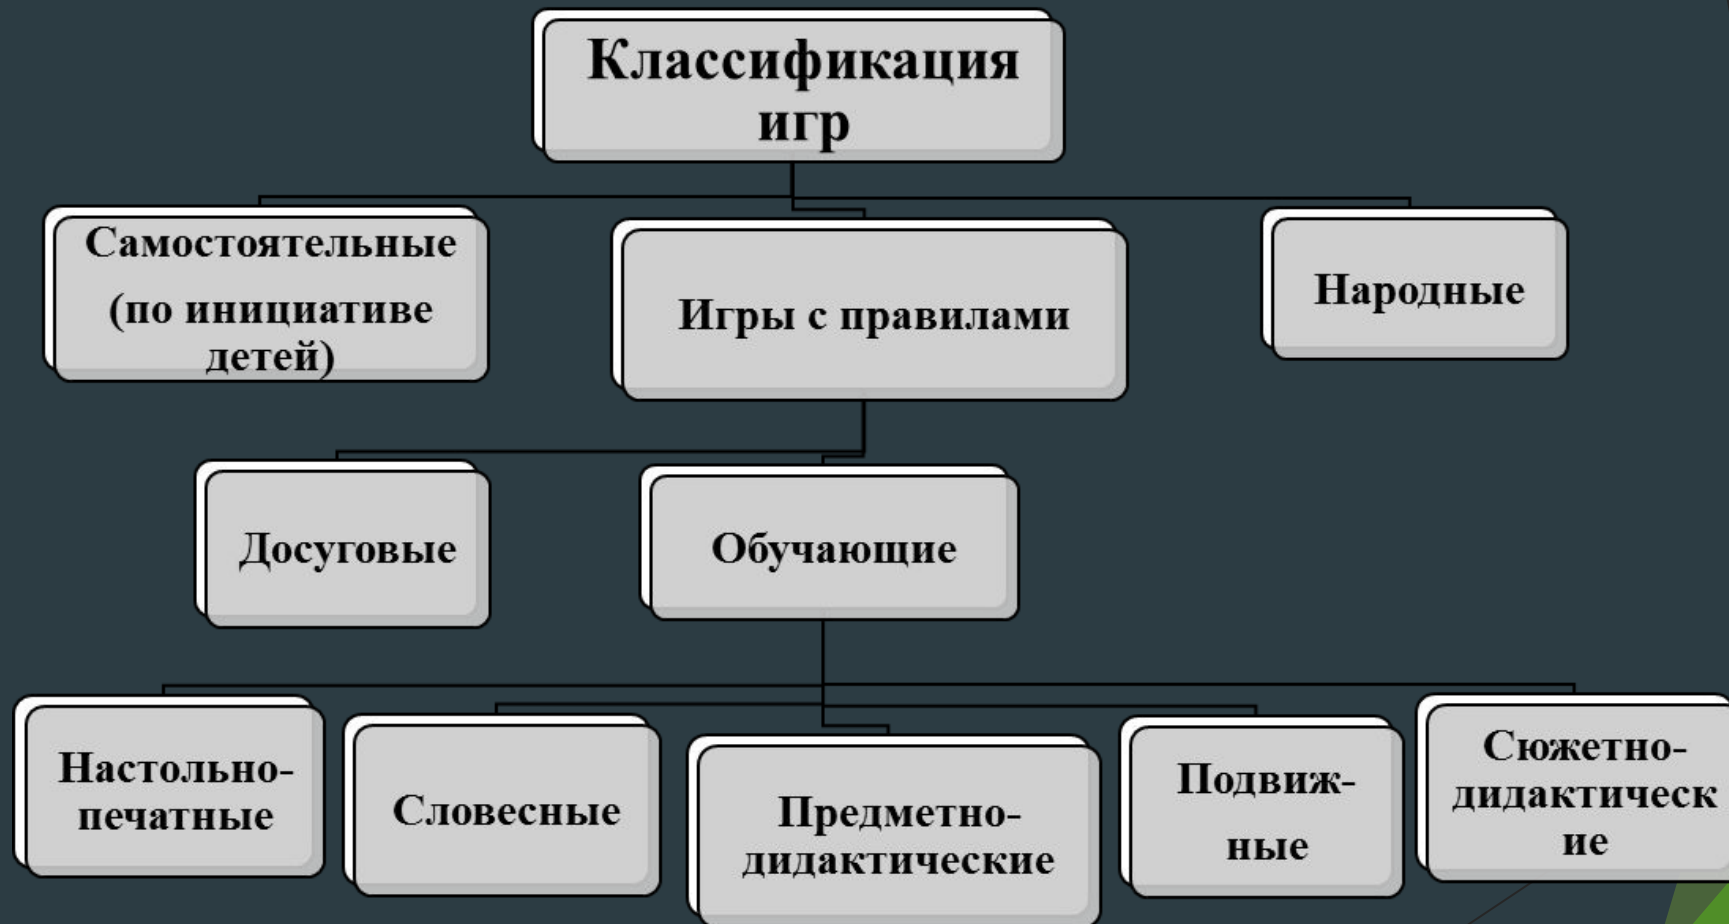 Классификация
игр
Самостоятельные
(по инициативе
детей)
Игры с правилами
Народные
Досуговые
Обучающие
Настольно-
печатные
Словесные
Предметно-
дидактические
Подвиж-
ные
Сюжетно-
дидактическ
ие